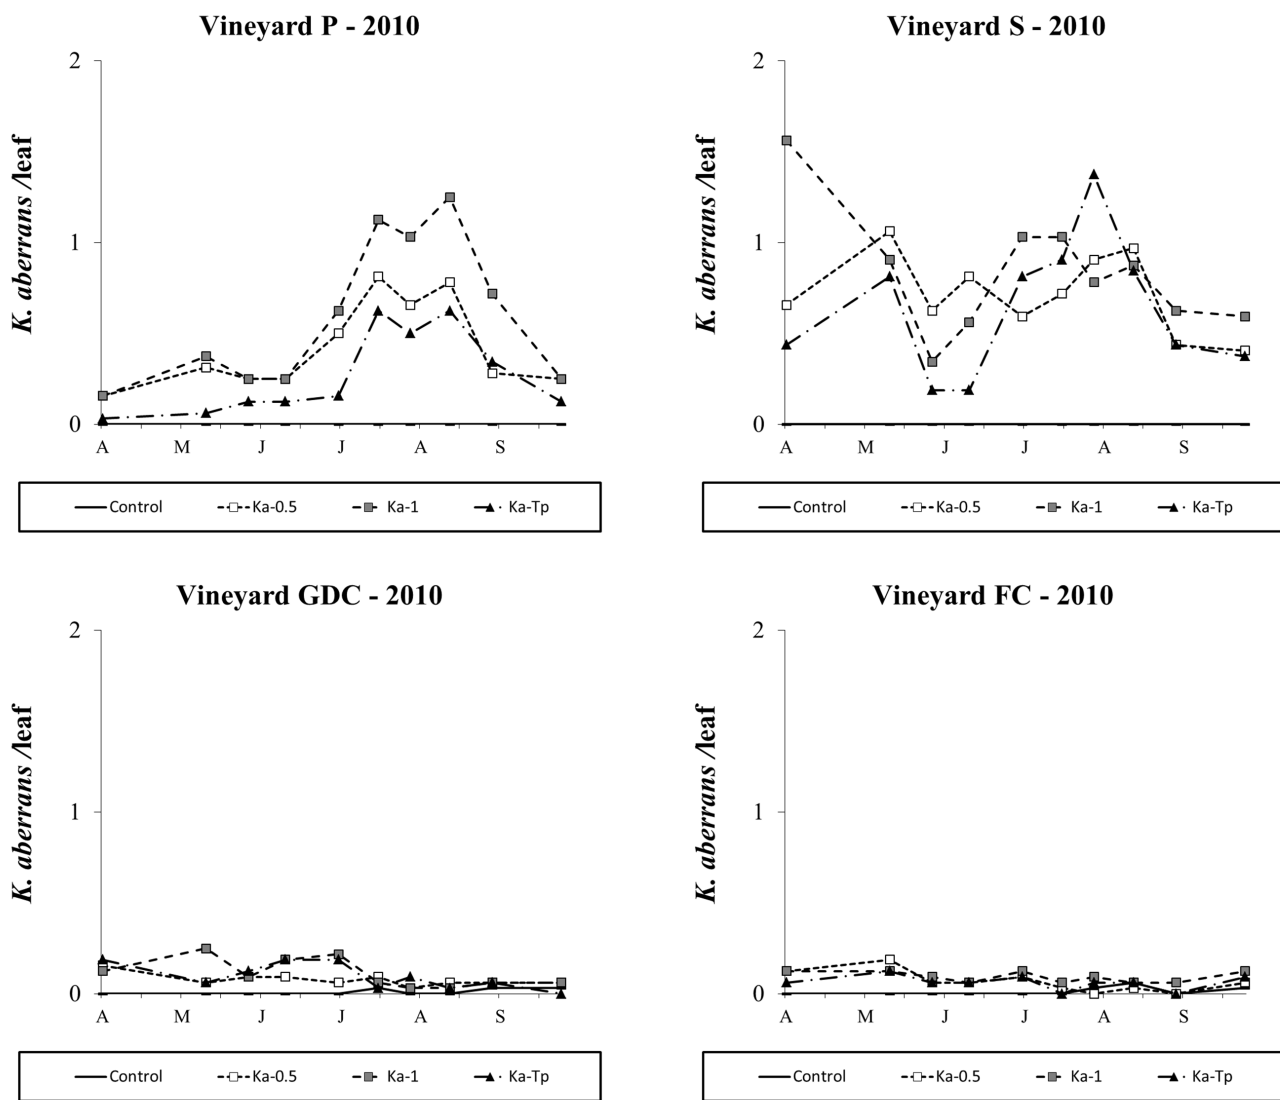 Vineyard P - 2010
2
1
0
K. aberrans /leaf
A M J J A S
Control Ka-0.5 Ka-1 Ka-Tp
Vineyard S - 2010
2
1
0
K. aberrans /leaf
A M J J A S
Control Ka-0.5 Ka-1 Ka-Tp
Vineyard GDC - 2010
2
1
0
K. aberrans /leaf
A M J J A S
Control Ka-0.5 Ka-1 Ka-Tp
Vineyard FC - 2010
2
1
0
K. aberrans /leaf
A M J J A S
Control Ka-0.5 Ka-1 Ka-Tp